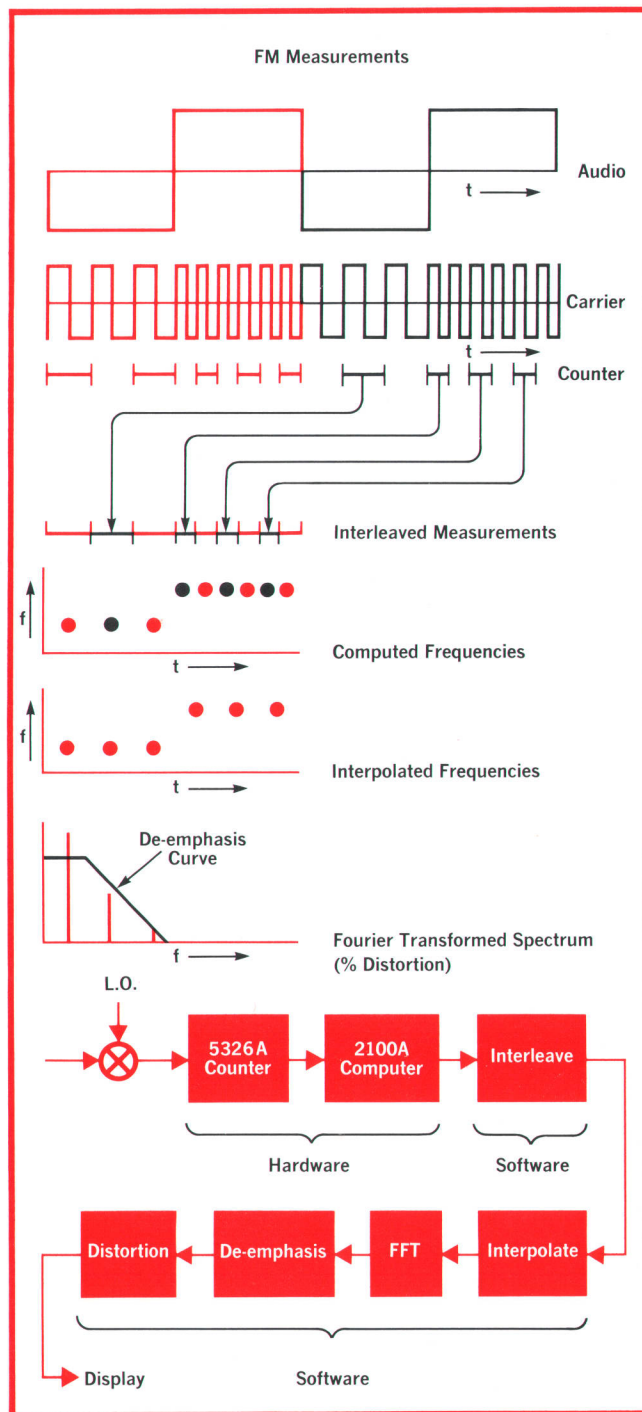 FM Measurements
Audio
t
Carrier
t
Counter
Interleaved Measurements
f
Computed Frequencies
t
f
Interpolated Frequencies
t
De-emphasis
Curve
f
Fourier Transformed Spectrum
(% Distortion)
L.O.
5326A
Counter
2100A
Computer
Interleave
Hardware
Software
Distortion
De-emphasis
FFT
Interpolate
Display
Software